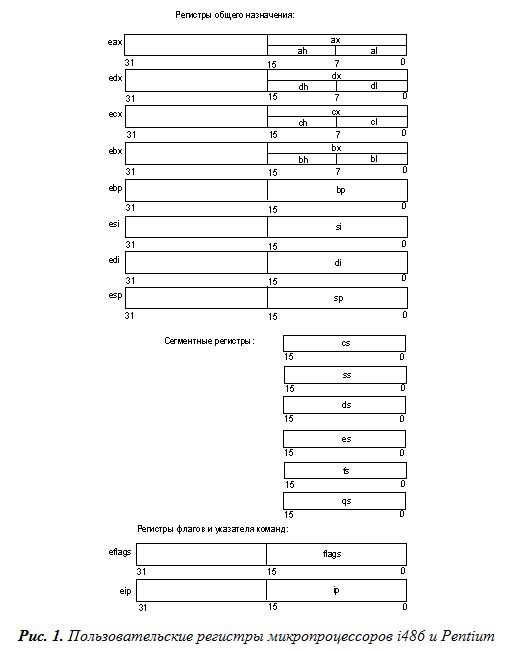 Регистры общего назначения:
eax ax
ah al
31 15 7 0
edx dx
dh dl
31 15 7 0
ecx cx
ch cl
31 15 7 0
ebx bx
bh bl
31 15 7 0
ebp bp
31 15 0
esi si
31 15 0
edi di
31 15 0
esp sp
31 15 0
Сегментные регистры: cs
15 0
ss
15 0
ds
15 0
es
15 0
fs
15 0
qs
15 0
Регистры флагов и указателя команд:
eflags flags
31 15 0
eip ip
31 15 0
Рис. 1. Пользовательские регистры микропроцессоров i486 и Pentium